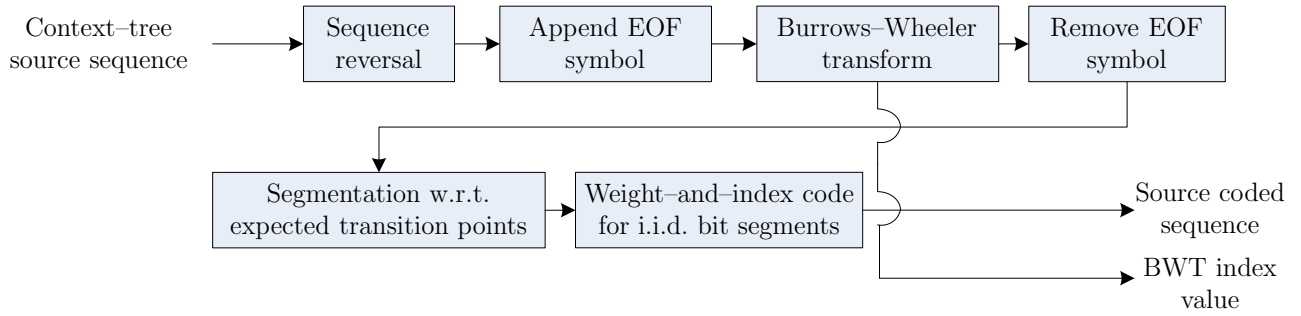 Context–tree
source sequence
Sequence
reversal
Append EOF
symbol
Burrows–Wheeler
transform
Remove EOF
symbol
Segmentation w.r.t.
expected transition points
Weight–and–index code
for i.i.d. bit segments
Source coded
sequence
BWT index
value